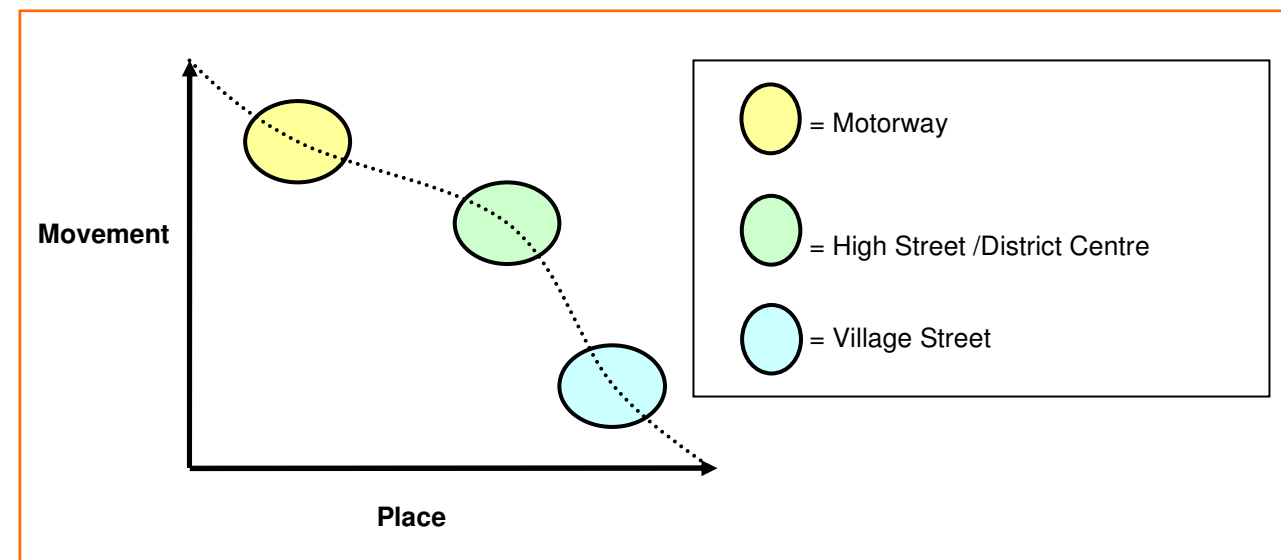 = Motorway
Movement
= High Street /District Centre
= Village Street
Place